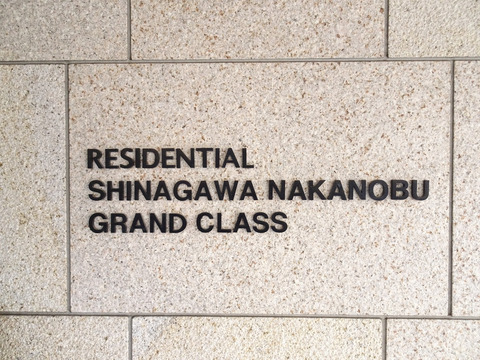 RESIDENTIAL
SHINAGAWA NAKANOBU
GRAND CLASS